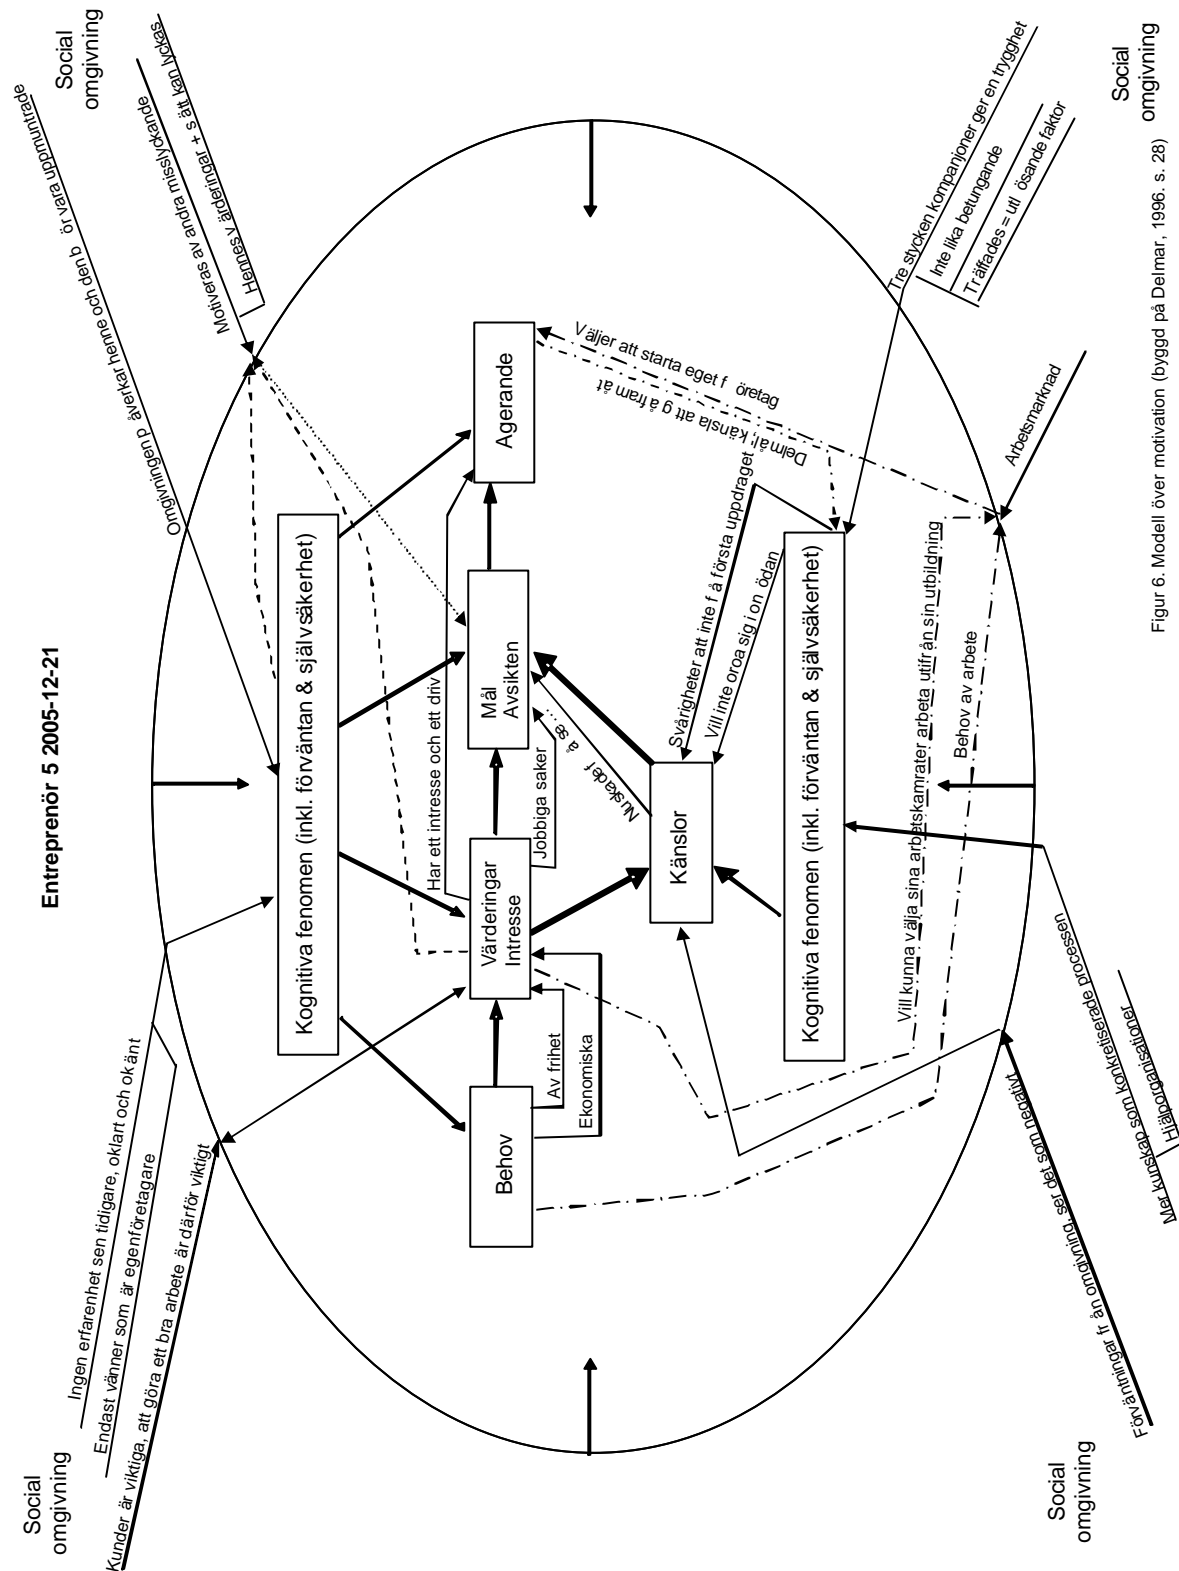 Entreprenör 5 2005-12-21
Social
omgivning
Ingen erfarenhet sen tidigare, oklart och okänt
Endast vänner som är egenföretagare
Kunder är viktiga, att göra ett bra arbete är därför viktigt
Omgivningen påverkar henne och den bör vara uppmuntrade
Motiveras av andra misslyckande
Hennes värderingar + sätt kan lyckas
Social
omgivning
Kognitiva fenomen (inkl. förväntan & självsäkerhet)
Behov
Värderingar
Intresse
Mål
Avsikten
Agerande
Har ett intresse och ett driv
Jobbiga saker
Av frihet
Ekonomiska
Nu ska de få se…
Känslor
Svårigheter att inte få första uppdraget
Vill inte oroa sig i onödan
Väljer att starta eget företag
Delmål känsla att gå framåt
Kognitiva fenomen (inkl. förväntan & självsäkerhet)
Vill kunna välja sina arbetskamrater arbeta utifrån sin utbildning
Behov av arbete
Social
omgivning
Förväntningar från omgivning, ser det som negativt
Mer kunskap som konkretiserade processen
Hjälporganisationer
Arbetsmarknad
Tre stycken kompanjoner ger en trygghet
Inte lika betungande
Träffades = utlösande faktor
Social
omgivning
Figur 6. Modell över motivation (byggd på Delmar, 1996. s. 28)